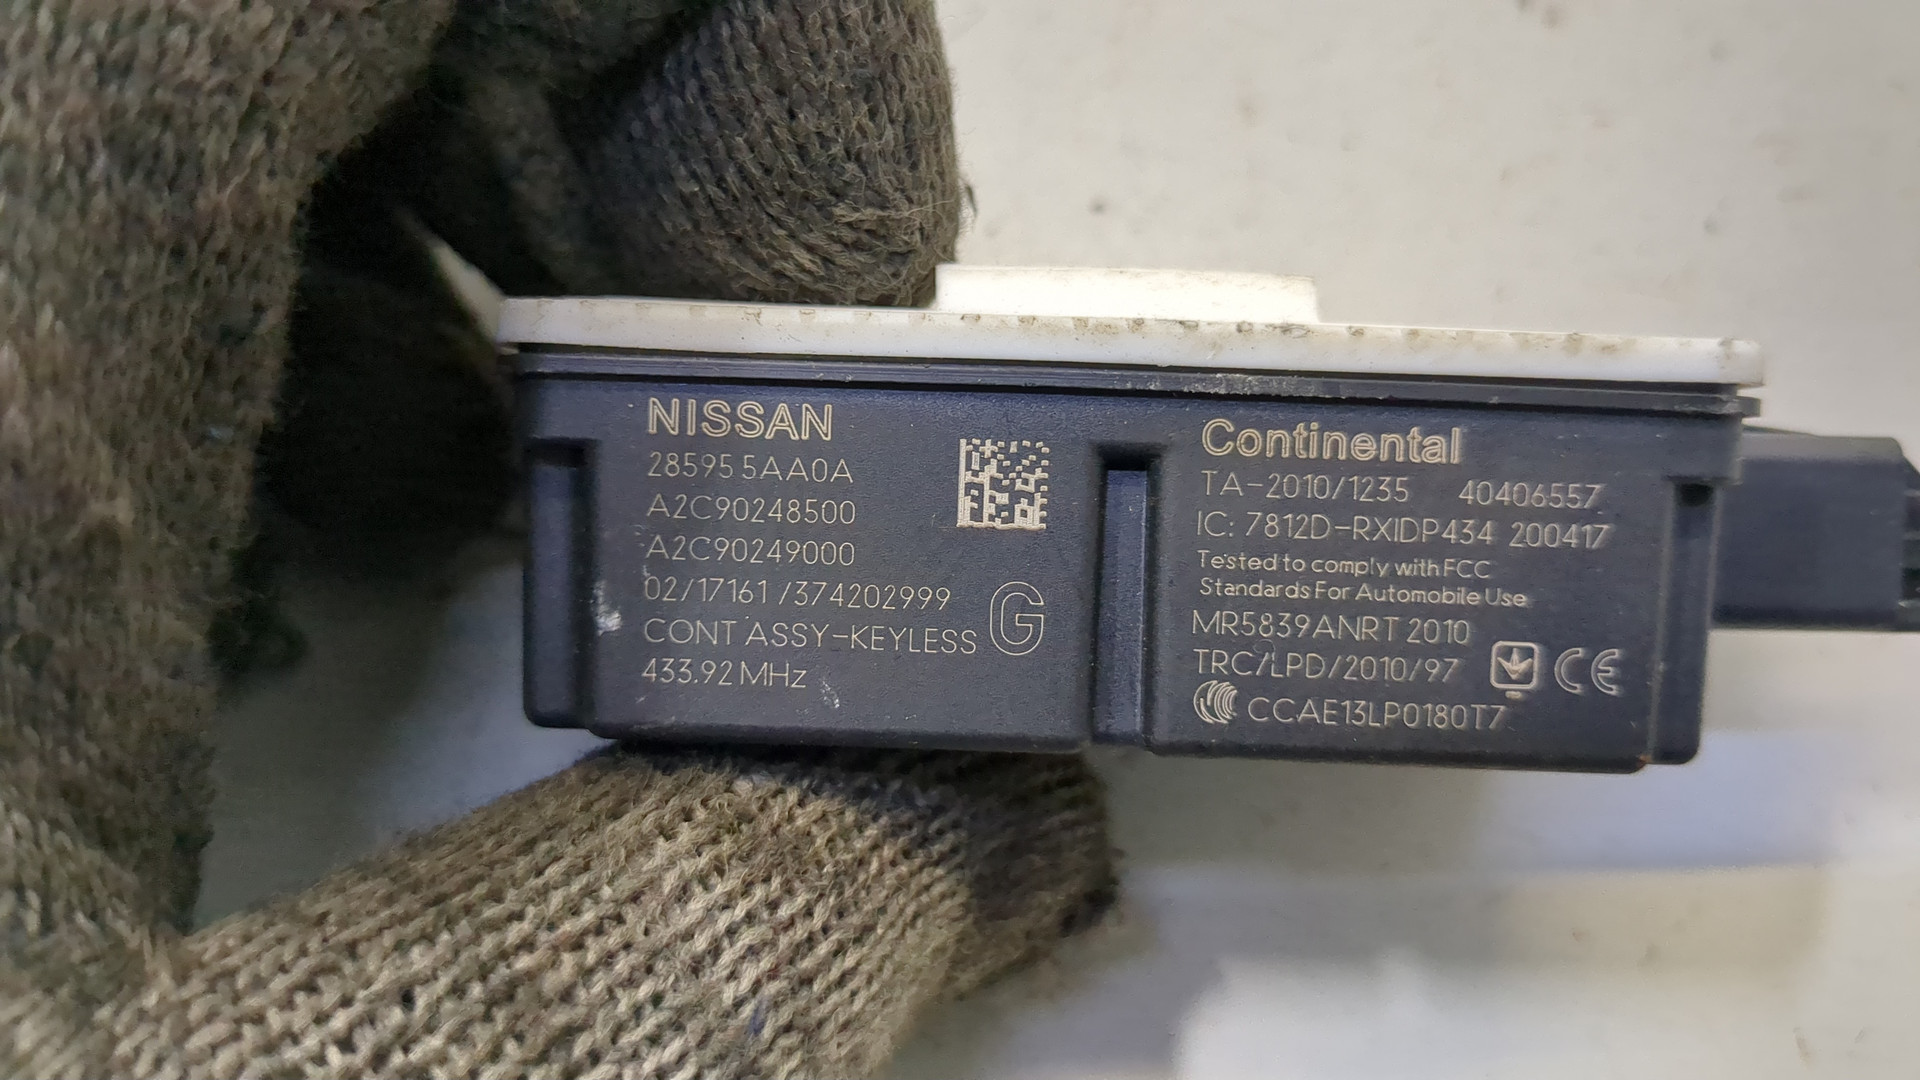 NISSAN
28595 5AA0A
A2C90248500
A2C90249000
02/17161 /374202999
CONT ASSY-KEYLESS
433.92 MHz
G
Continental
TA-2010/1235 40406557
IC: 7812D-RXIDP434 200417
Tested to comply with FCC
Standards For Automobile Use
MR5839ANRT 2010
TRC/LPD/2010/97 CE
CCAE13LP0180T7